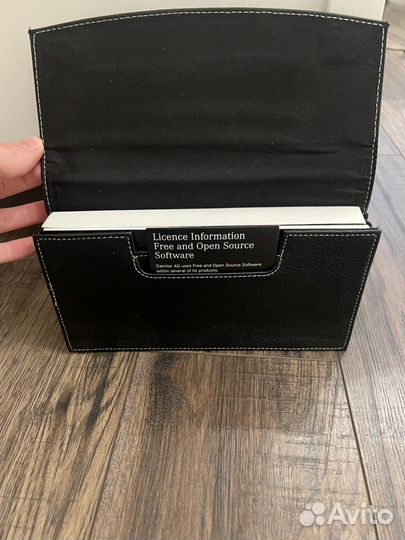 Licence Information
Free and Open Source
Software
Daimler AG uses Free and Open Source Software
within several of its products.
Avito